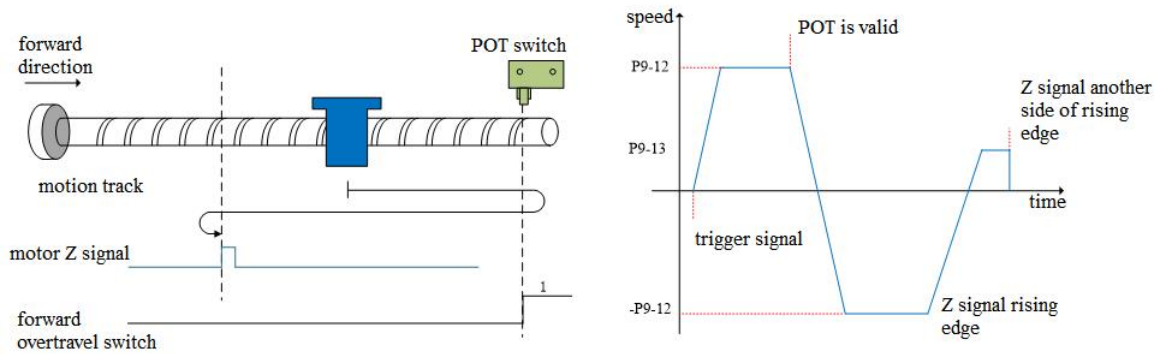 forward
direction
POT switch
motion track
motor Z signal
1
forward
overtravel switch
speed
POT is valid
P9-12
Z signal another
side of rising
edge
P9-13
time
trigger signal
-P9-12
Z signal rising
edge